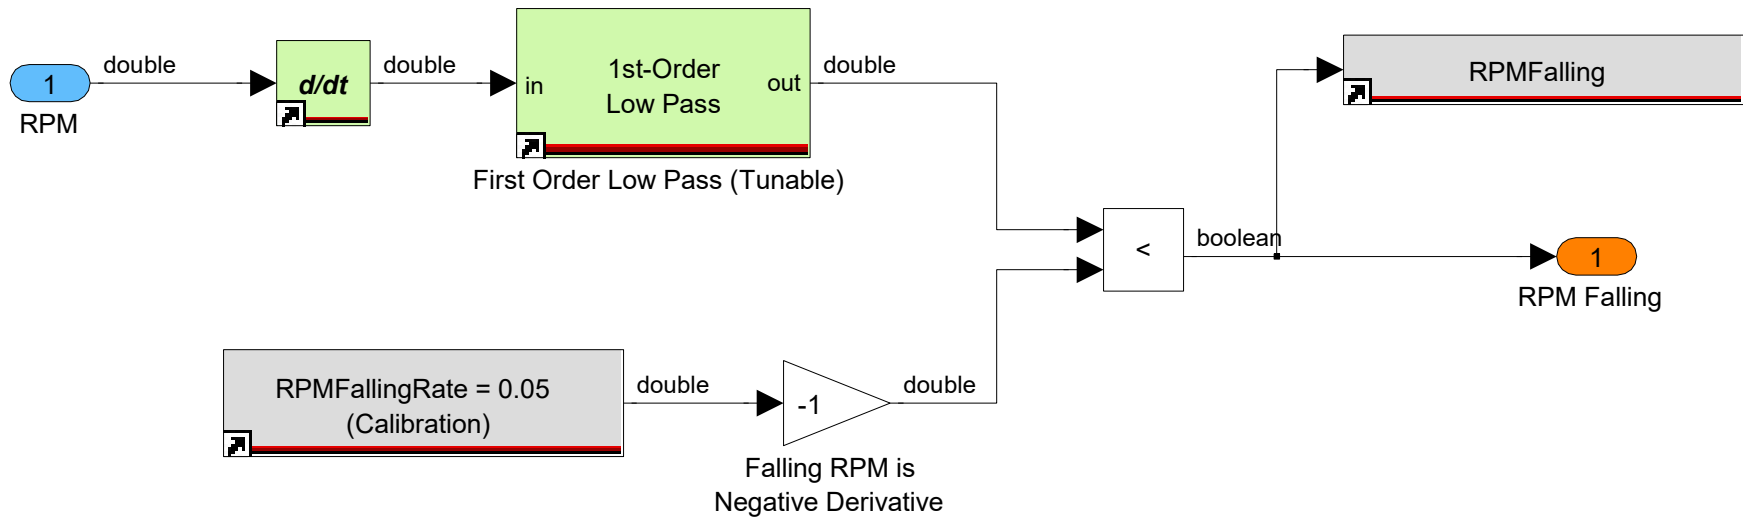 1
RPM
double
d/dt
double
in
1st-Order
Low Pass
out
First Order Low Pass (Tunable)
double
RPMFalling
<
boolean
1
RPM Falling
RPMFallingRate = 0.05
(Calibration)
double
-1
double
Falling RPM is
Negative Derivative